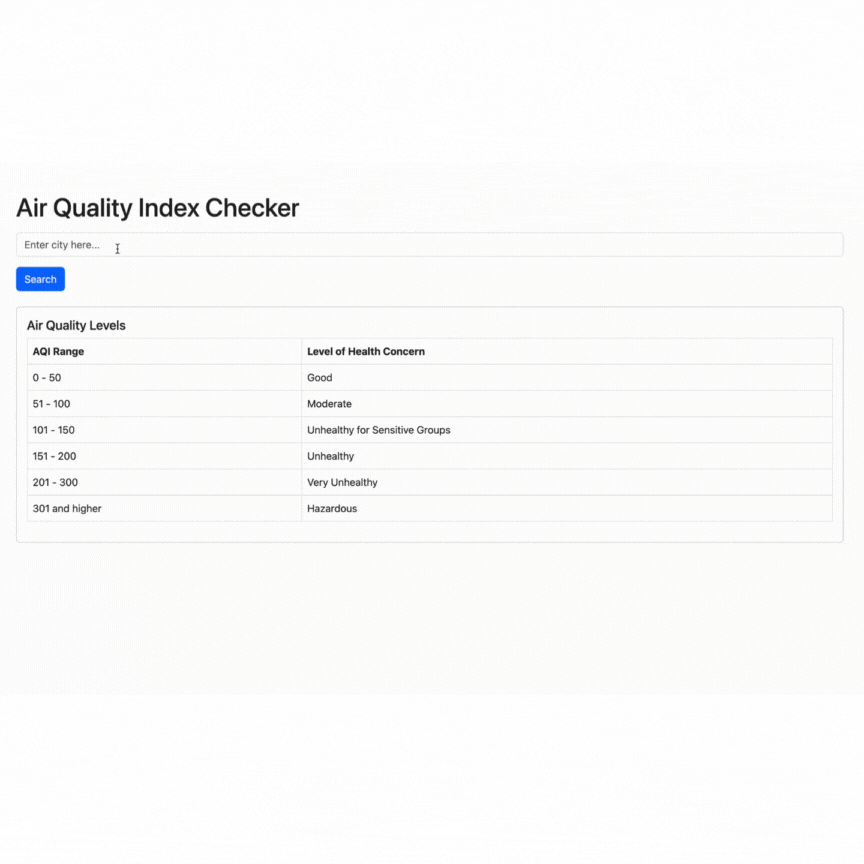 Air Quality Index Checker
Enter city here...
Search
Air Quality Levels
AQI Range Level of Health Concern
0 - 50 Good
51 - 100 Moderate
101 - 150 Unhealthy for Sensitive Groups
151 - 200 Unhealthy
201 - 300 Very Unhealthy
301 and higher Hazardous